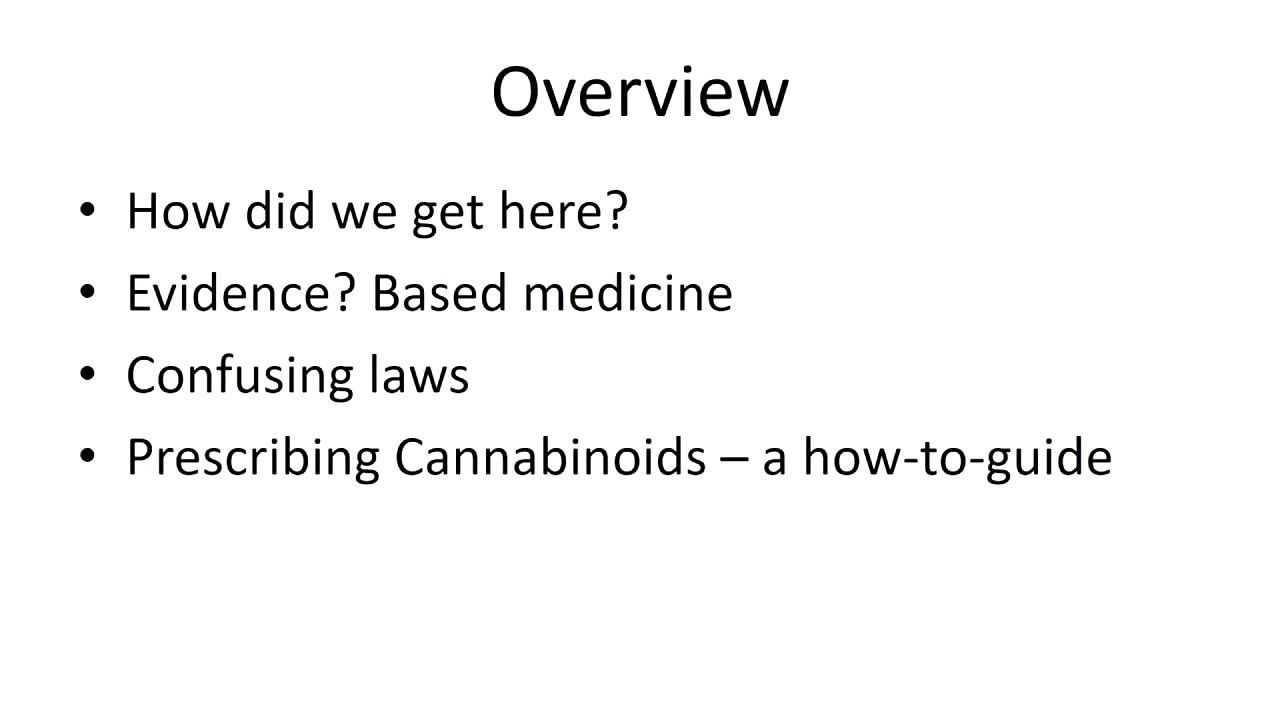 Overview
• How did we get here?
• Evidence? Based medicine
• Confusing laws
• Prescribing Cannabinoids – a how-to-guide